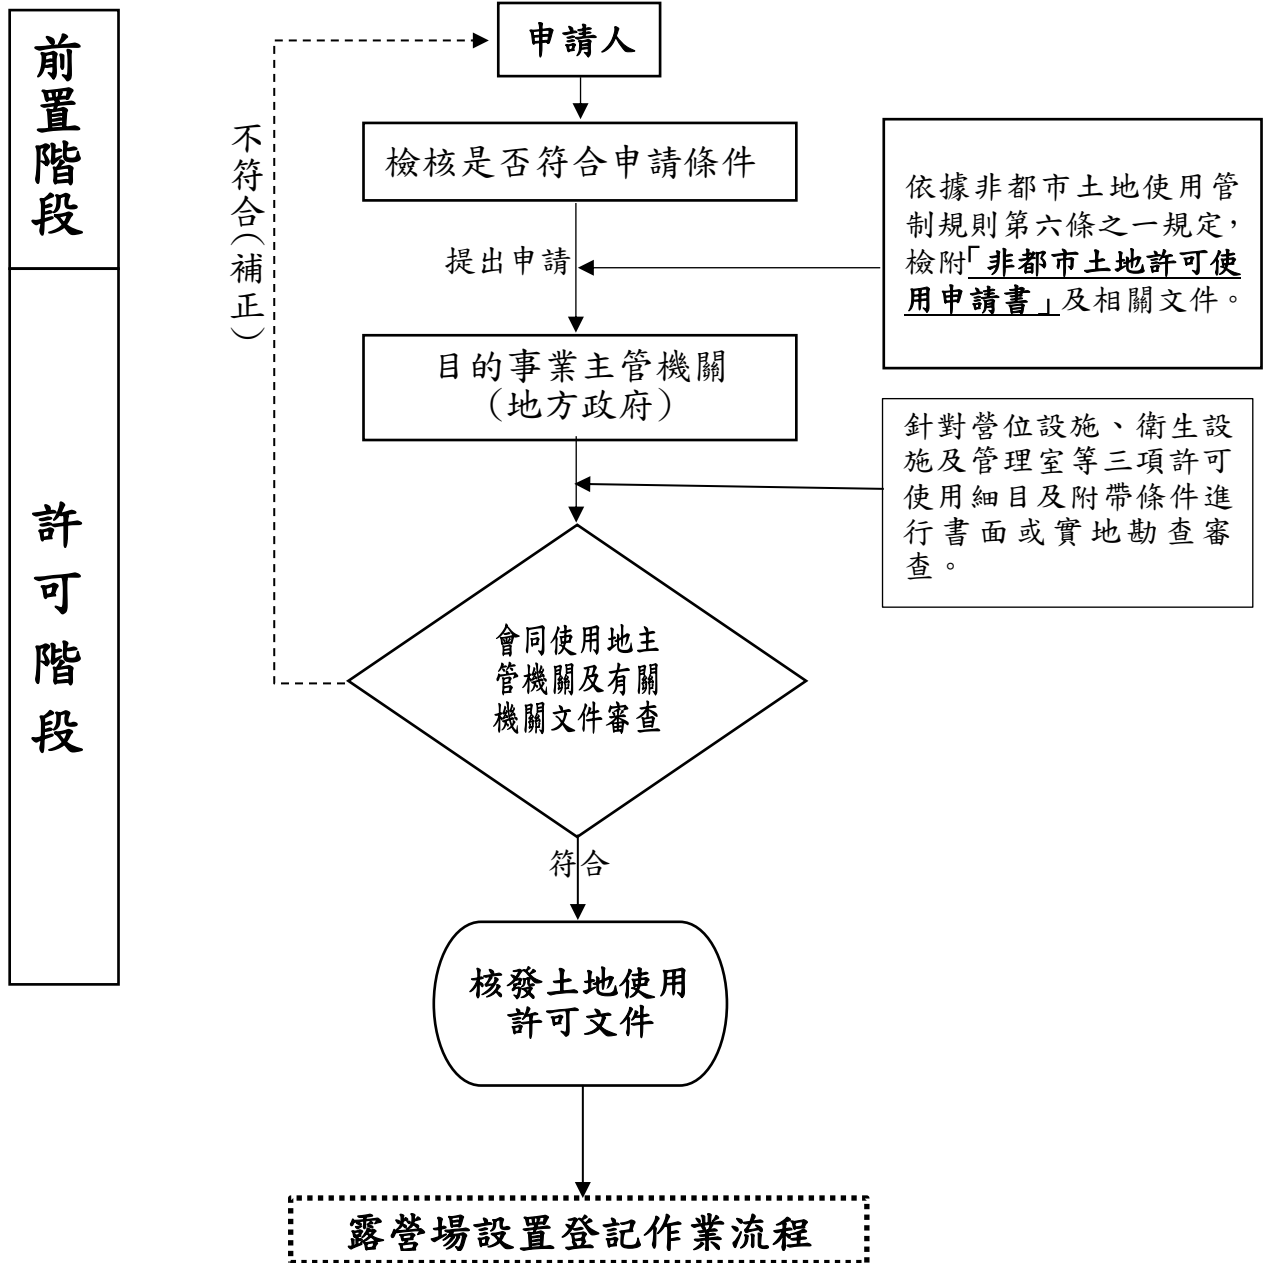 前置階段
許可階段
申請人
檢核是否符合申請條件
提出申請
依據非都市土地使用管
制規則第六條之一規定，
檢附「非都市土地許可使
用申請書」及相關文件。
目的事業主管機關
（地方政府）
針對營位設施、衛生設
施及管理室等三項許可
使用細目及附帶條件進
行書面或實地勘查審
查。
不符合（補正）
會同使用地主
管機關及有關
機關文件審查
符合
核發土地使用
許可文件
露營場設置登記作業流程